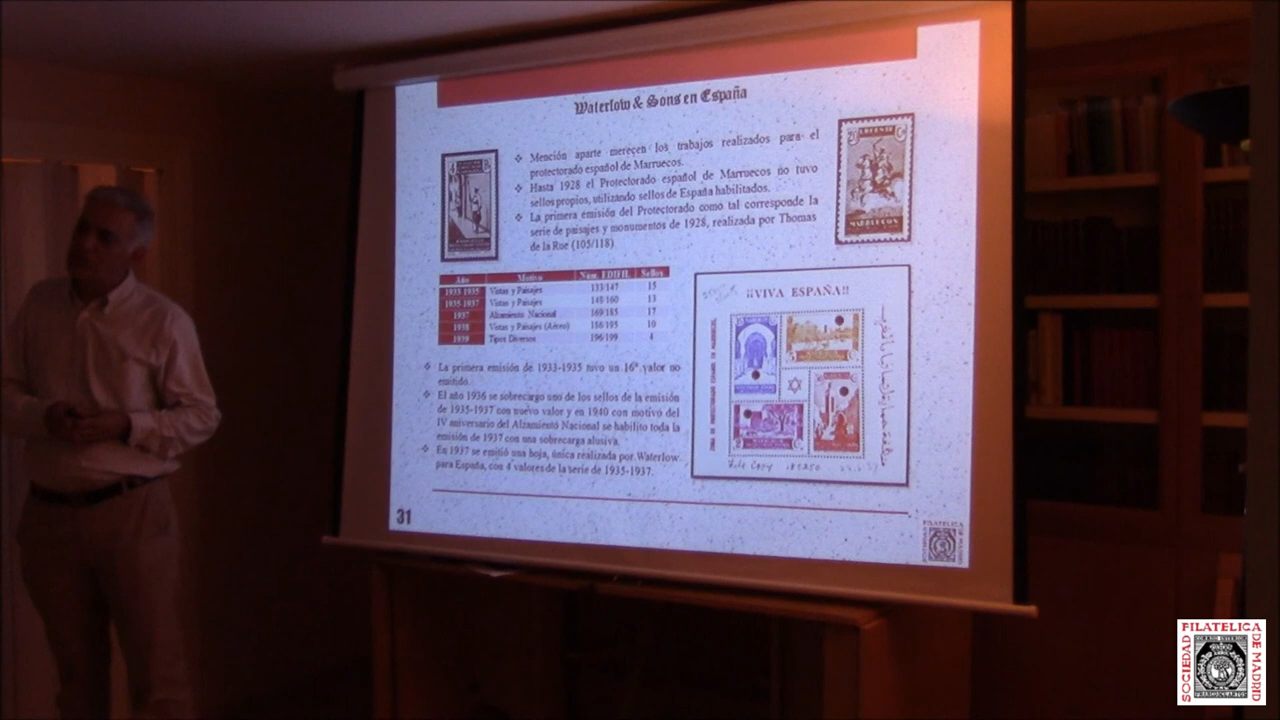 Waterlow & Sons en España
Mención aparte merecen los trabajos realizados para el
protectorado español de Marruecos.
Hasta 1928 el Protectorado español de Marruecos no tuvo
sellos propios, utilizando sellos de España habilitados.
La primera emisión del Protectorado como tal corresponde la
serie de paisajes y monumentos de 1928, realizada por Thomas
de la Rue (105/118)
20 URGENTE C
MARRUECOS
Año Motivo Núm. EDIFIL Sellos
1933-1935 Vistas y Paisajes 133/147 15
1935-1937 Vistas y Paisajes 148/160 13
1937 Alzamiento Nacional 169/185 17
1938 Vistas y Paisajes (Aéreo) 186/195 10
1939 Tipos Diversos 196/199 4
La primera emisión de 1933-1935 tuvo un 16º valor no
emitido.
El año 1936 se sobrecargo uno de los sellos de la emisión
de 1935-1937 con nuevo valor y en 1940 con motivo del
IV aniversario del Alzamiento Nacional se habilito toda la
emisión de 1937 con una sobrecarga alusiva.
En 1937 se emitió una hoja, única realizada por Waterlow
para España, con 4 valores de la serie de 1935-1937.
¡¡VIVA ESPAÑA!!
31
SOCIEDAD
FILATELICA
DE MADRID